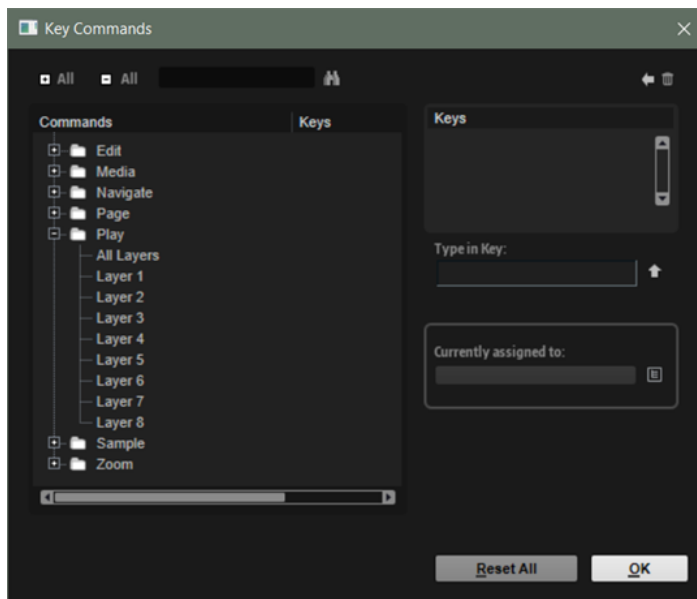 Key Commands
All All
Commands Keys
Edit
Media
Navigate
Page
Play
All Layers
Layer 1
Layer 2
Layer 3
Layer 4
Layer 5
Layer 6
Layer 7
Layer 8
Sample
Zoom
Keys
Type in Key:
Currently assigned to:
Reset All OK